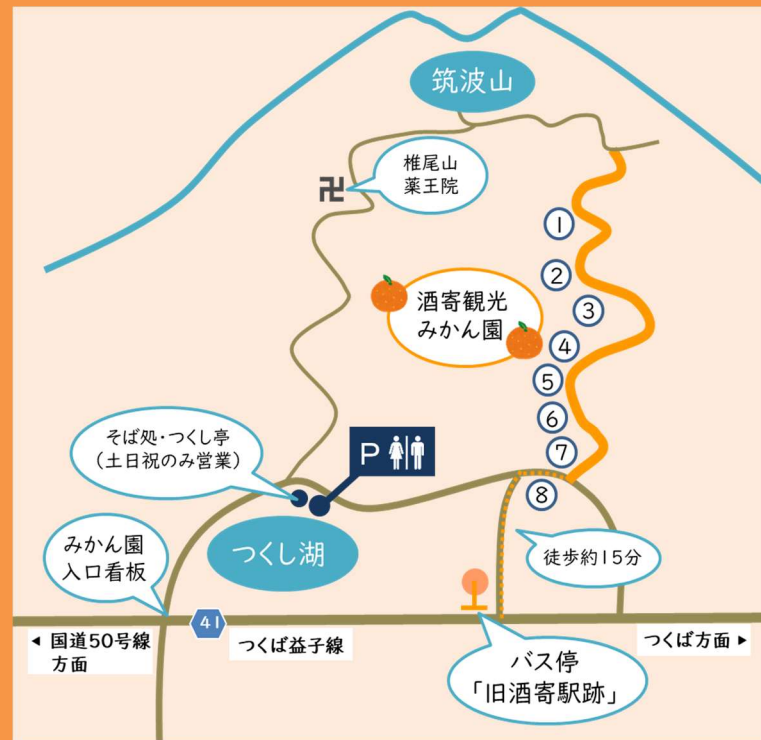 筑波山
椎尾山
薬王院
卍
①
②
酒寄観光
みかん園
③
④
⑤
⑥
⑦
⑧
そば処・つくし亭
(土日祝のみ営業)
P
つくし湖
みかん園
入口看板
徒歩約15分
41
◀ 国道50号線
方面
つくば益子線
つくば方面 ▶
バス停
「旧酒寄駅跡」